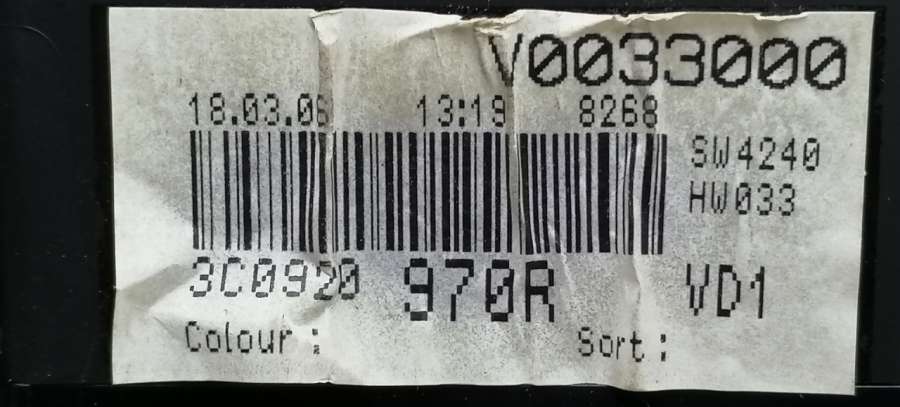 V0033000
18.03.06 13:19 8268
SW4240
HW033
3C0920 970R VD1
Colour : Sort :